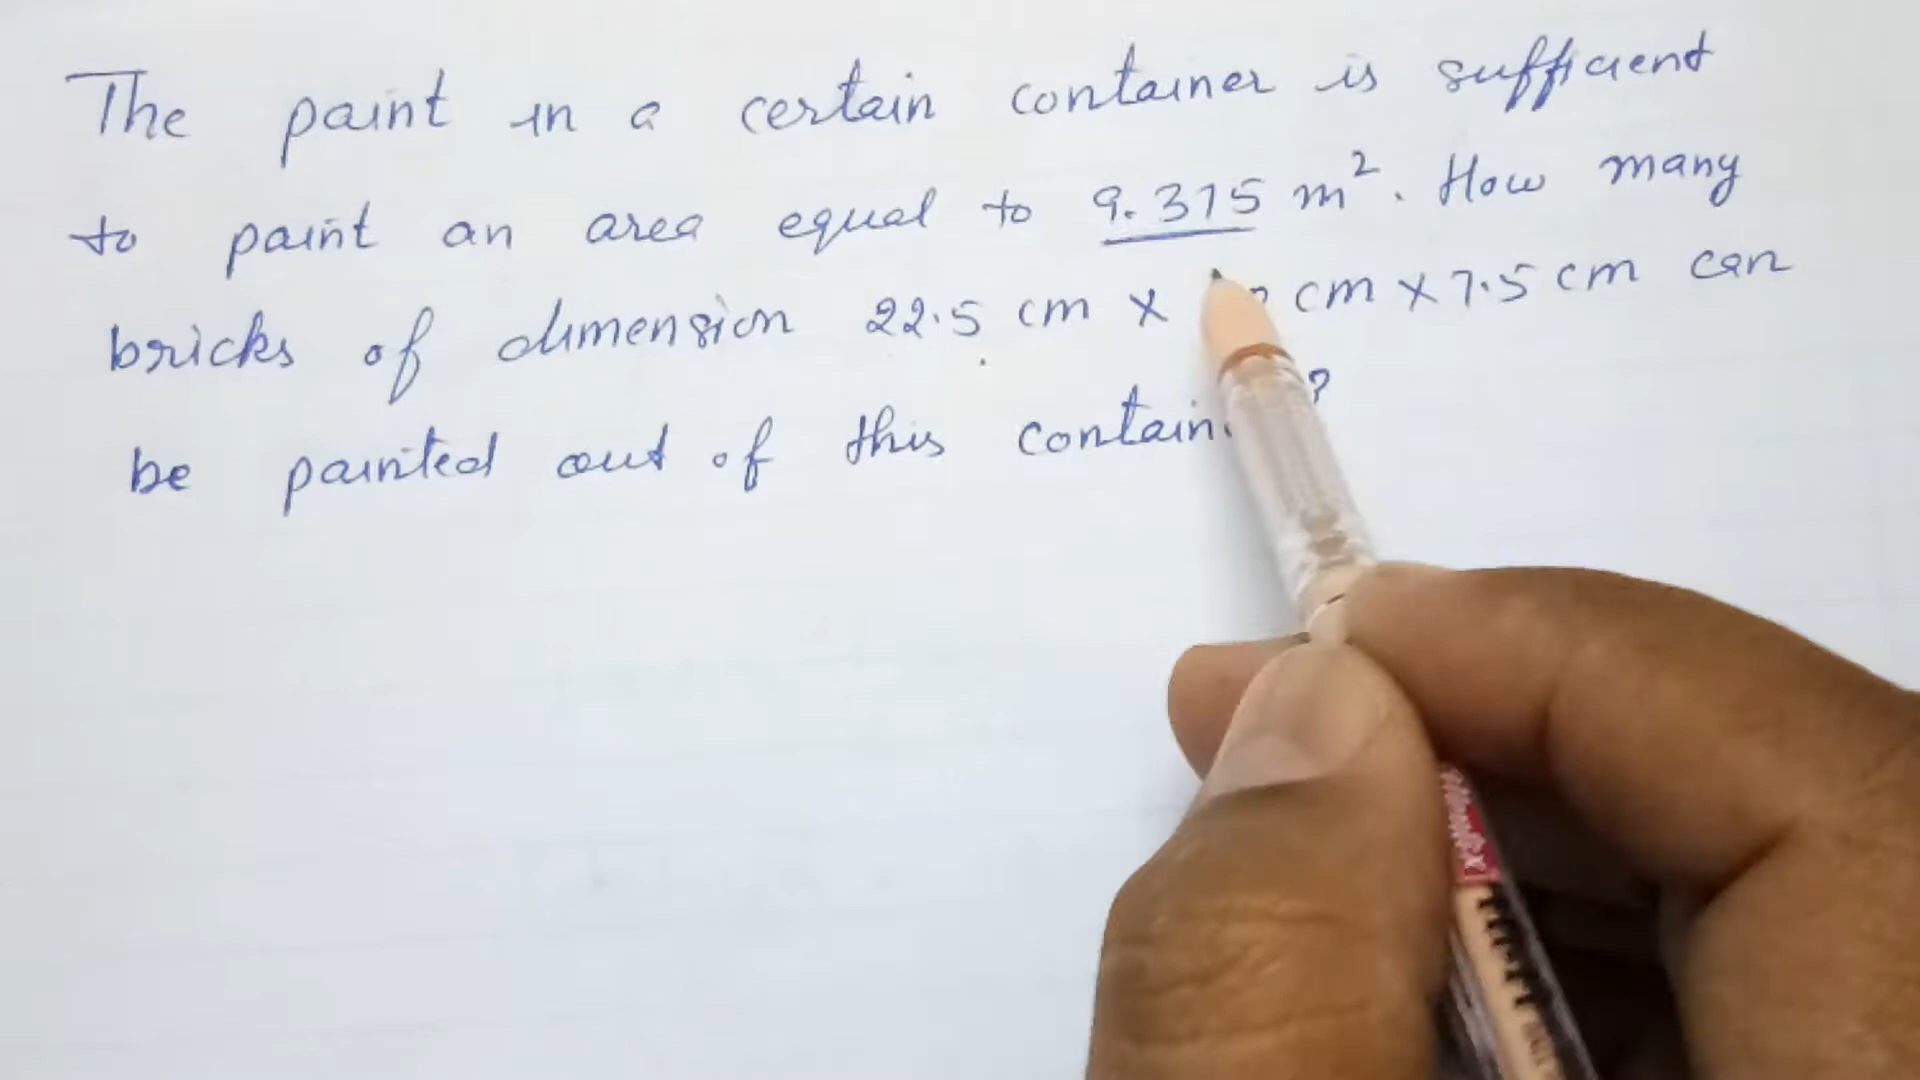 The paint in a certain container is sufficient
to paint an area equal to 9.375 m². How many
bricks of dimension 22.5 cm × cm × 7.5 cm can
be painted out of this ?